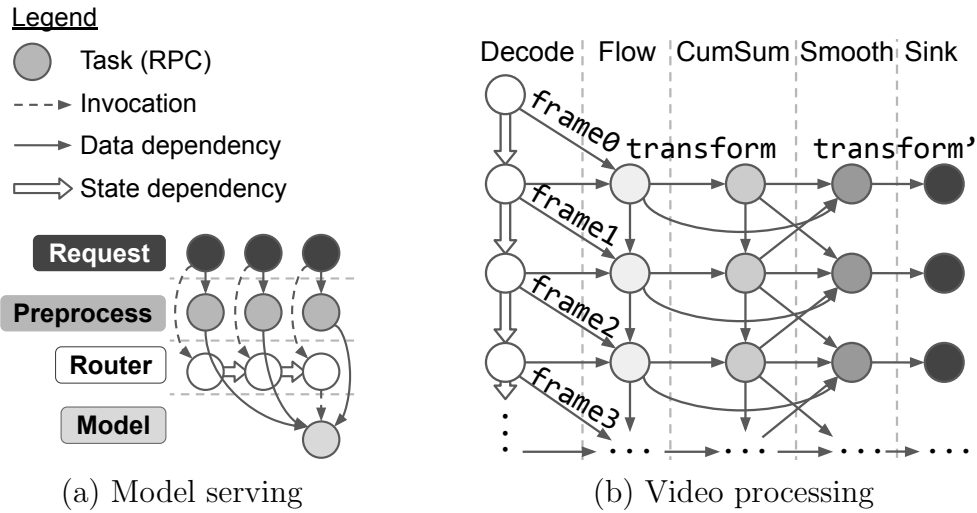 Legend
Task (RPC)
Invocation
Data dependency
State dependency
Request
Preprocess
Router
Model
(a) Model serving
Decode Flow CumSum Smooth Sink
frame0
transform transform'
frame1
frame2
frame3
(b) Video processing